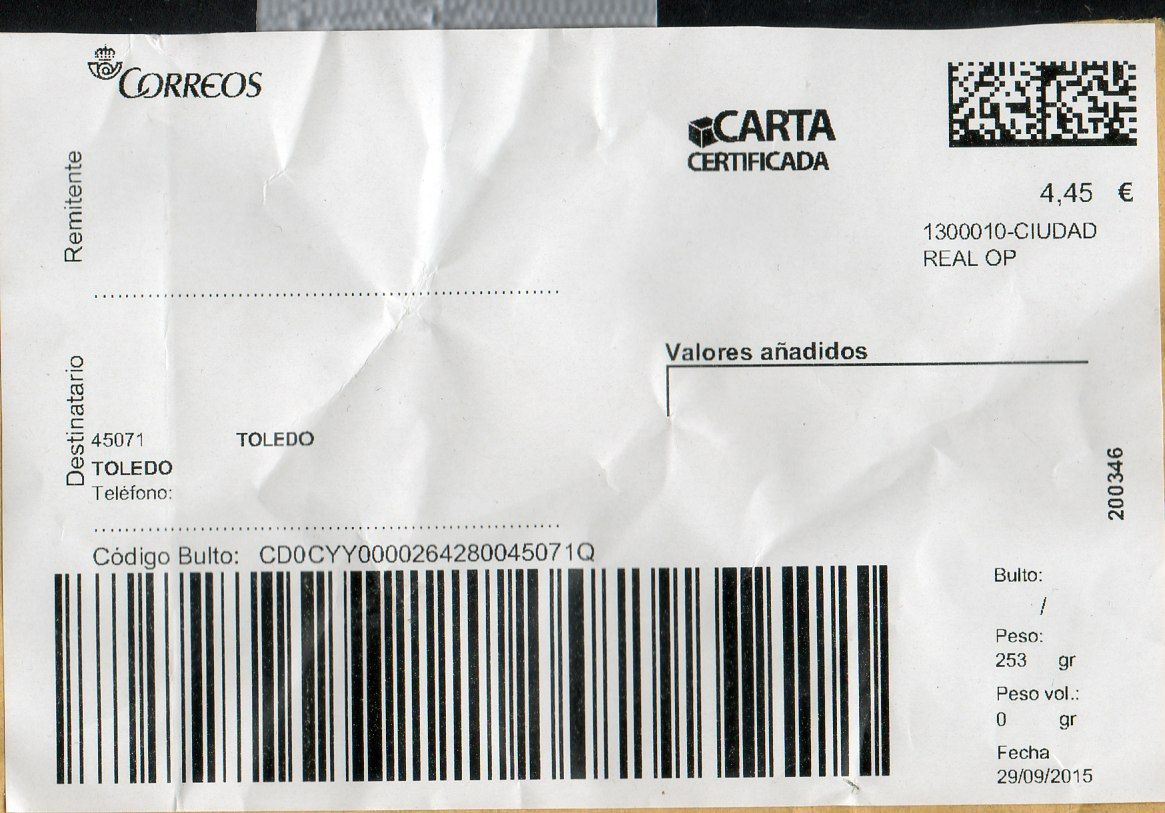 CORREOS
CARTA
CERTIFICADA
4,45 €
1300010-CIUDAD
REAL OP
Remitente
Valores añadidos
Destinatario
45071 TOLEDO
TOLEDO
Teléfono:
200346
Código Bulto: CD0CYY0000264280045071Q
Bulto:
/
Peso:
253 gr
Peso vol.:
0 gr
Fecha
29/09/2015